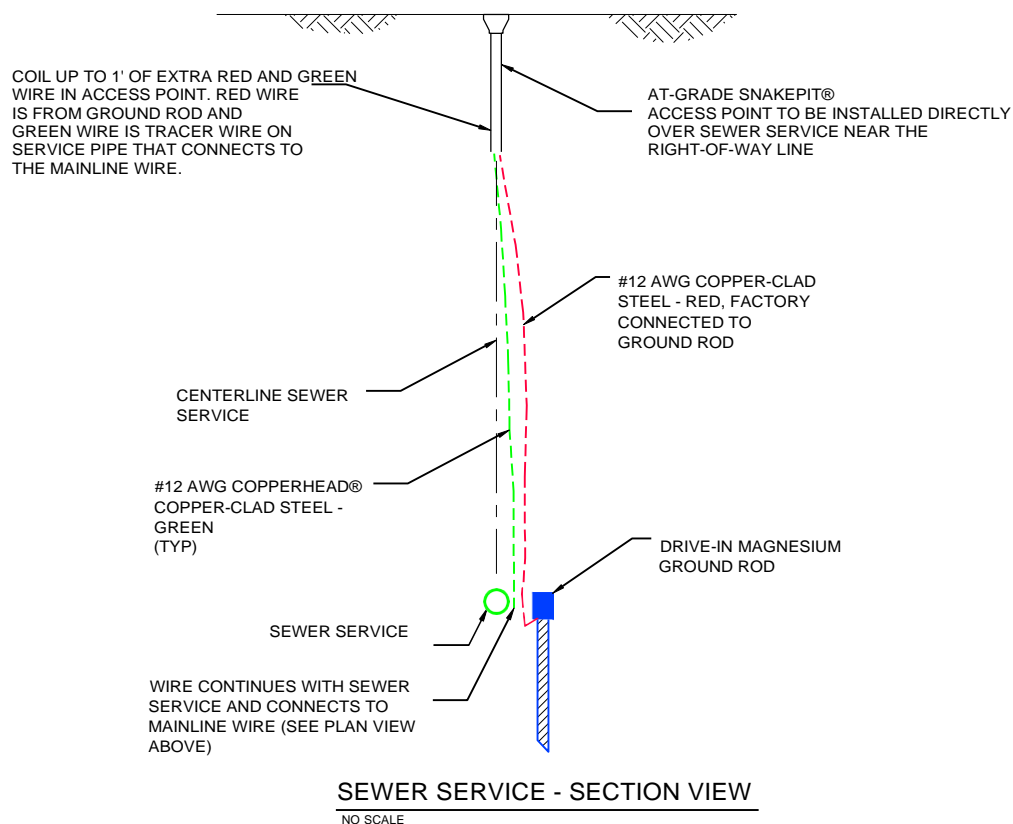 COIL UP TO 1' OF EXTRA RED AND GREEN
WIRE IN ACCESS POINT. RED WIRE
IS FROM GROUND ROD AND
GREEN WIRE IS TRACER WIRE ON
SERVICE PIPE THAT CONNECTS TO
THE MAINLINE WIRE.
AT-GRADE SNAKEPIT®
ACCESS POINT TO BE INSTALLED DIRECTLY
OVER SEWER SERVICE NEAR THE
RIGHT-OF-WAY LINE
#12 AWG COPPER-CLAD
STEEL - RED, FACTORY
CONNECTED TO
GROUND ROD
CENTERLINE SEWER
SERVICE
#12 AWG COPPERHEAD®
COPPER-CLAD STEEL -
GREEN
(TYP)
DRIVE-IN MAGNESIUM
GROUND ROD
SEWER SERVICE
WIRE CONTINUES WITH SEWER
SERVICE AND CONNECTS TO
MAINLINE WIRE (SEE PLAN VIEW
ABOVE)
SEWER SERVICE - SECTION VIEW
NO SCALE